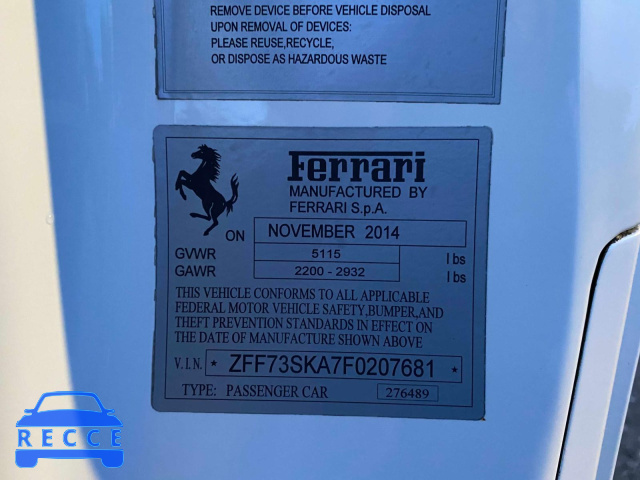 REMOVE DEVICE BEFORE VEHICLE DISPOSAL
UPON REMOVAL OF DEVICES:
PLEASE REUSE,RECYCLE,
OR DISPOSE AS HAZARDOUS WASTE
Ferrari
MANUFACTURED BY
FERRARI S.p.A.
ON NOVEMBER 2014
GVWR 5115 lbs
GAWR 2200 - 2932 lbs
THIS VEHICLE CONFORMS TO ALL APPLICABLE
FEDERAL MOTOR VEHICLE SAFETY,BUMPER,AND
THEFT PREVENTION STANDARDS IN EFFECT ON
THE DATE OF MANUFACTURE SHOWN ABOVE
V.I.N. * ZFF73SKA7F0207681 *
TYPE: PASSENGER CAR 276489
RECCE